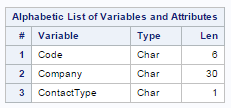 Alphabetic List of Variables and Attributes
# Variable Type Len
1 Code Char 6
2 Company Char 30
3 ContactType Char 1